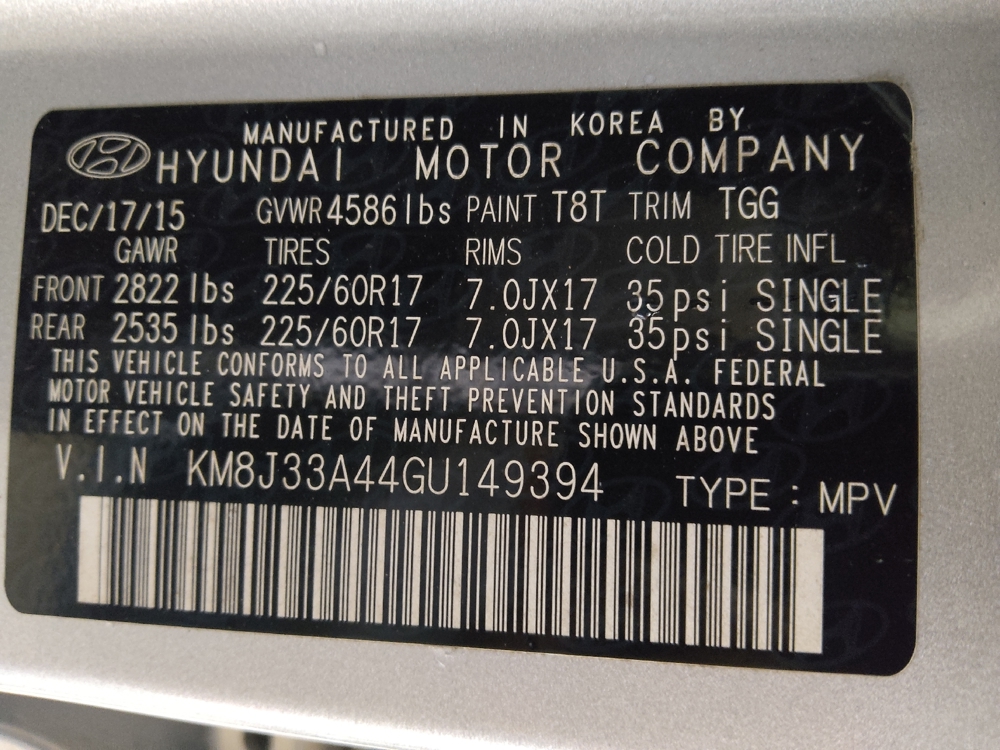 MANUFACTURED IN KOREA BY
HYUNDAI MOTOR COMPANY
DEC/17/15 GVWR 4586 lbs PAINT T8T TRIM TGG
GAWR TIRES RIMS COLD TIRE INFL
FRONT 2822 lbs 225/60R17 7.0JX17 35psi SINGLE
REAR 2535 lbs 225/60R17 7.0JX17 35psi SINGLE
THIS VEHICLE CONFORMS TO ALL APPLICABLE U.S.A. FEDERAL
MOTOR VEHICLE SAFETY AND THEFT PREVENTION STANDARDS
IN EFFECT ON THE DATE OF MANUFACTURE SHOWN ABOVE
V.I.N KM8J33A44GU149394 TYPE : MPV